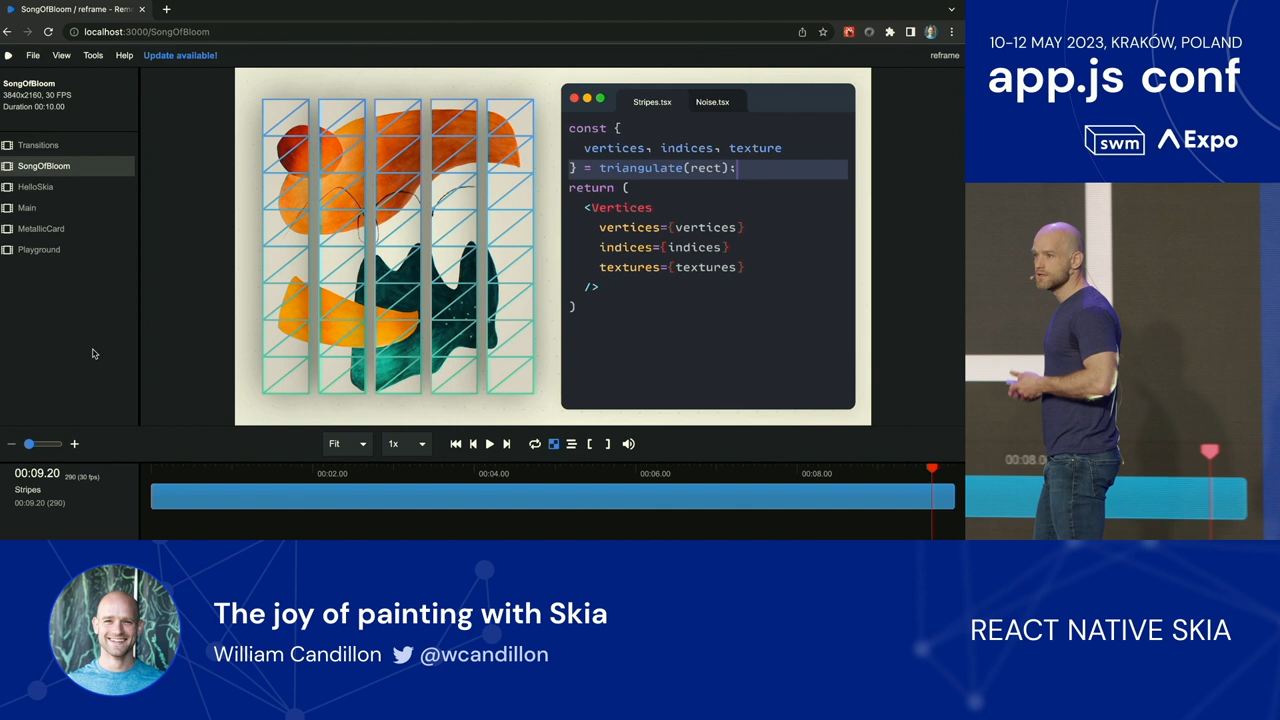 SongOfBloom / reframe - Remo
localhost:3000/SongOfBloom
File View Tools Help Update available! reframe
SongOfBloom
3840x2160, 30 FPS
Duration 00:10.00
Transitions
SongOfBloom
HelloSkia
Main
MetallicCard
Playground
Stripes.tsx Noise.tsx
const {
vertices, indices, texture
} = triangulate(rect);
return (
<Vertices
vertices={vertices}
indices={indices}
textures={textures}
/>
)
Fit 1x
00:09.20 290 (30 fps)
Stripes
00:09.20 (290)
00:02.00 00:04.00 00:06.00 00:08.00
10-12 MAY 2023, KRAKÓW, POLAND
app.js conf
swm Expo
00:08.00
The joy of painting with Skia
William Candillon @wcandillon
REACT NATIVE SKIA